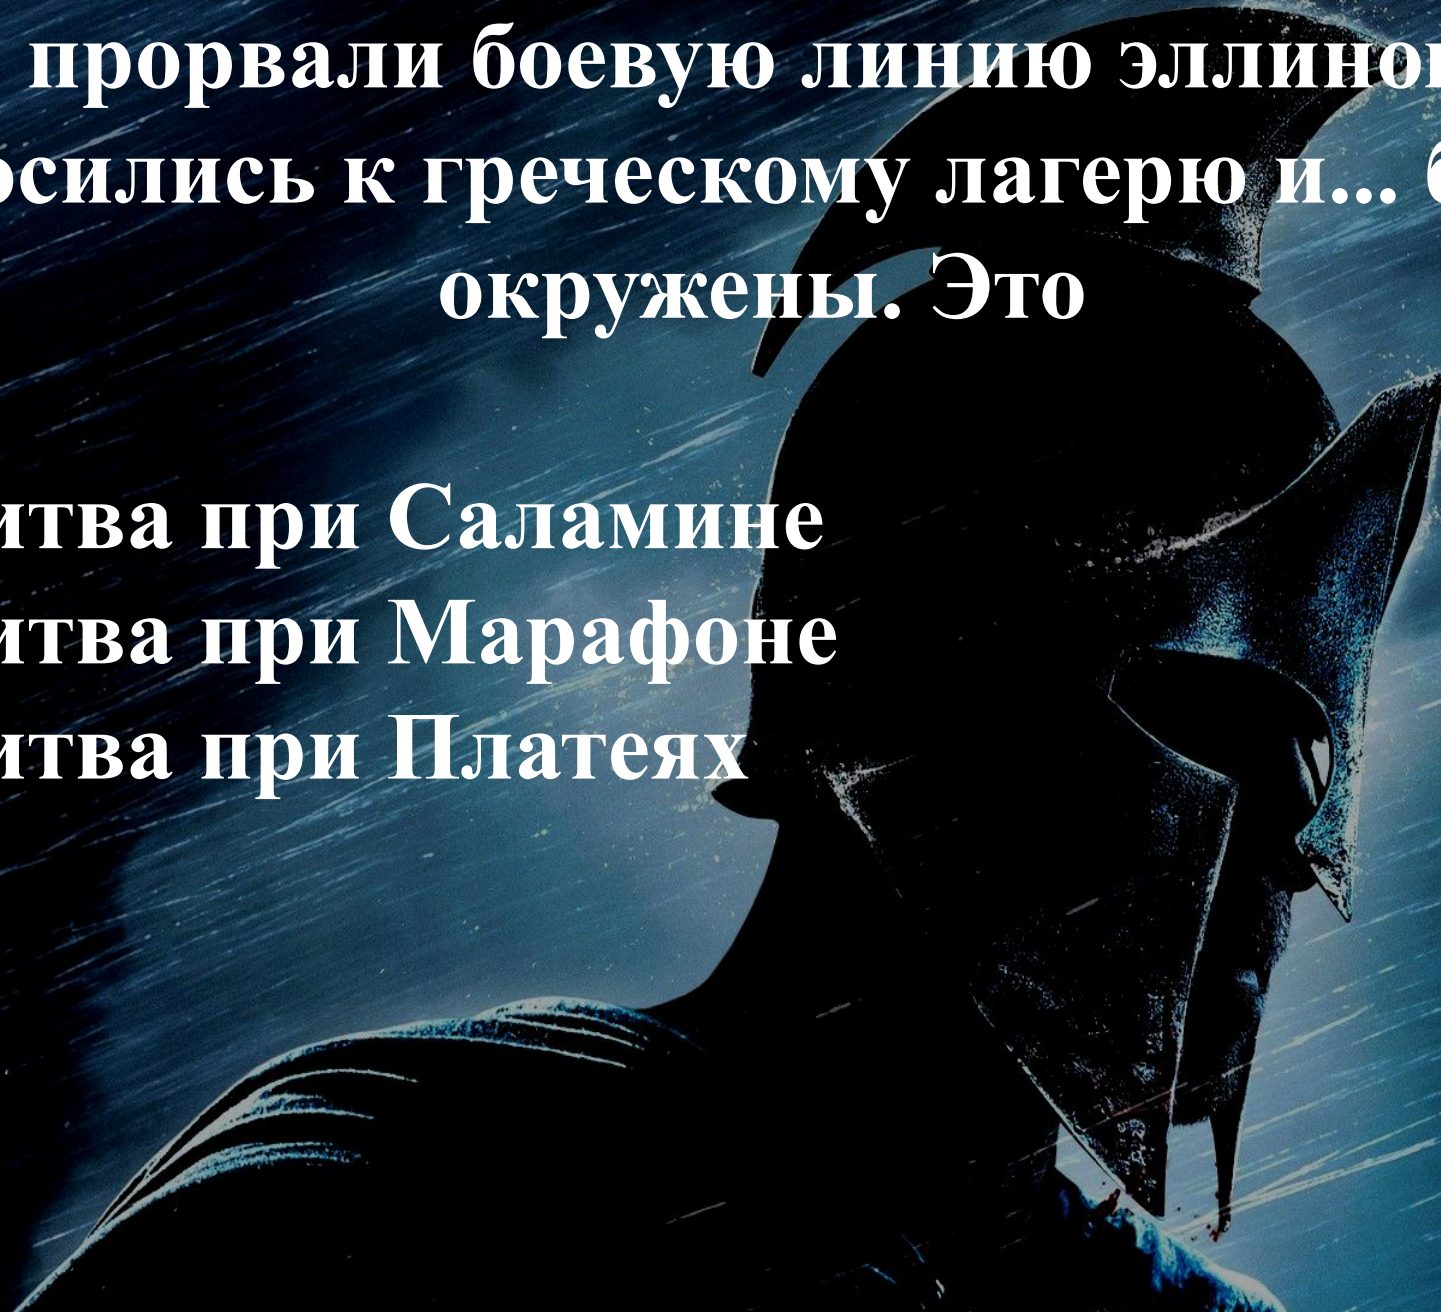 прорвали боевую линию эллинов
осились к греческому лагерю и... б
окружены. Это
итва при Саламине
итва при Марафоне
итва при Платеях